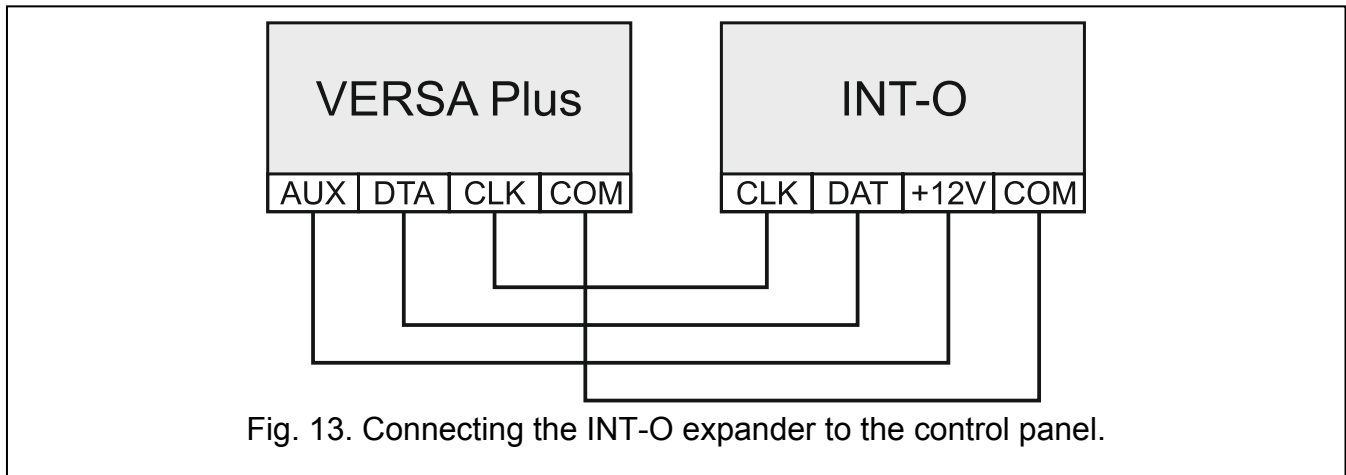 VERSA Plus INT-O
AUX DTA CLK COM CLK DAT +12V COM
Fig. 13. Connecting the INT-O expander to the control panel.